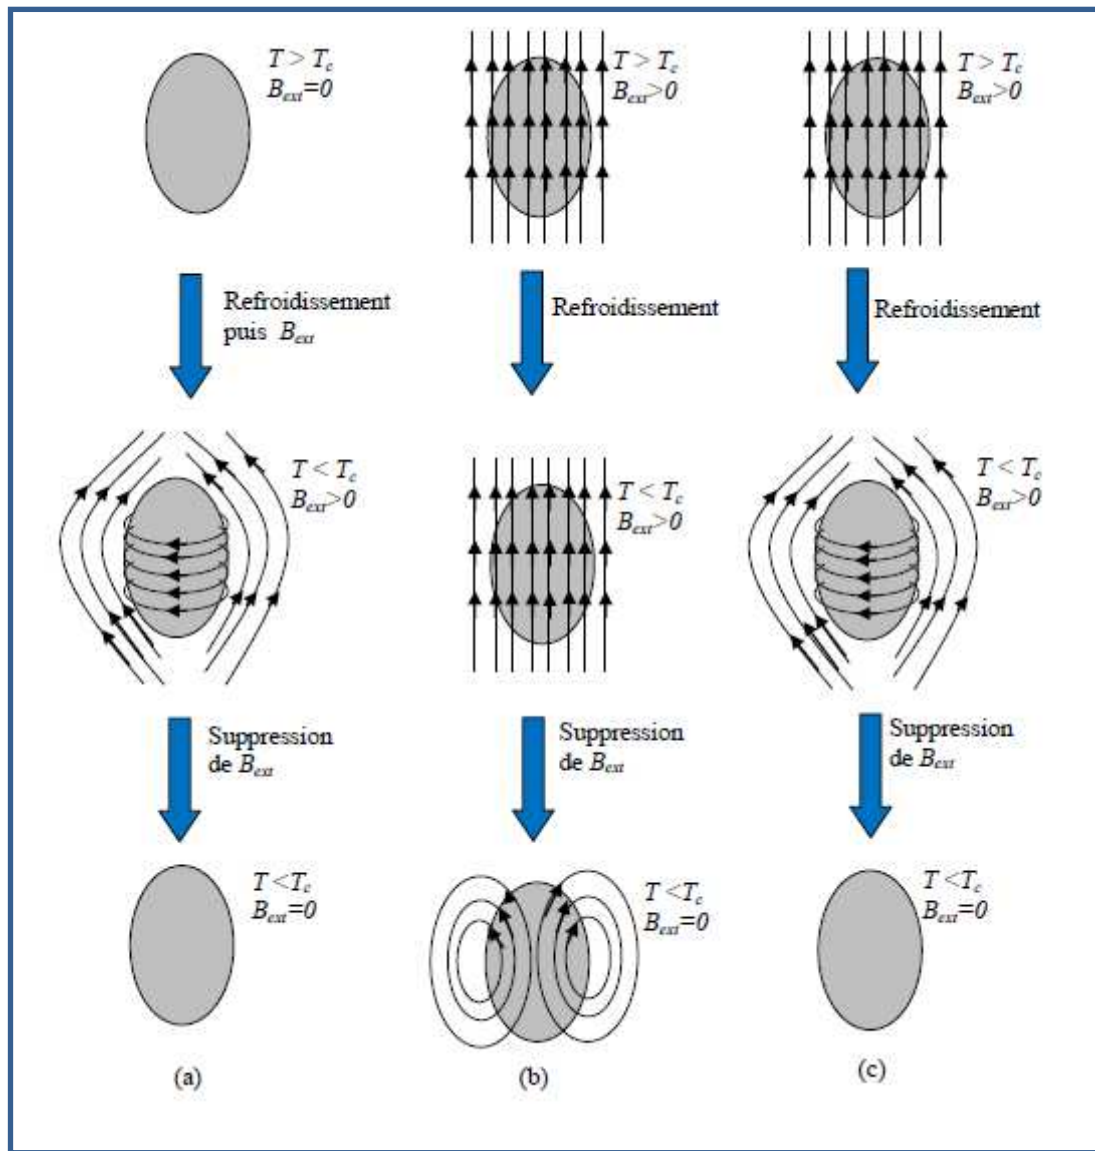 T > Tc
Bext=0
T > Tc
Bext>0
T > Tc
Bext>0
Refroidissement
puis Bext
Refroidissement
Refroidissement
T < Tc
Bext>0
T < Tc
Bext>0
T < Tc
Bext>0
Suppression
de Bext
Suppression
de Bext
Suppression
de Bext
T <Tc
Bext=0
T <Tc
Bext=0
T <Tc
Bext=0
(a)
(b)
(c)